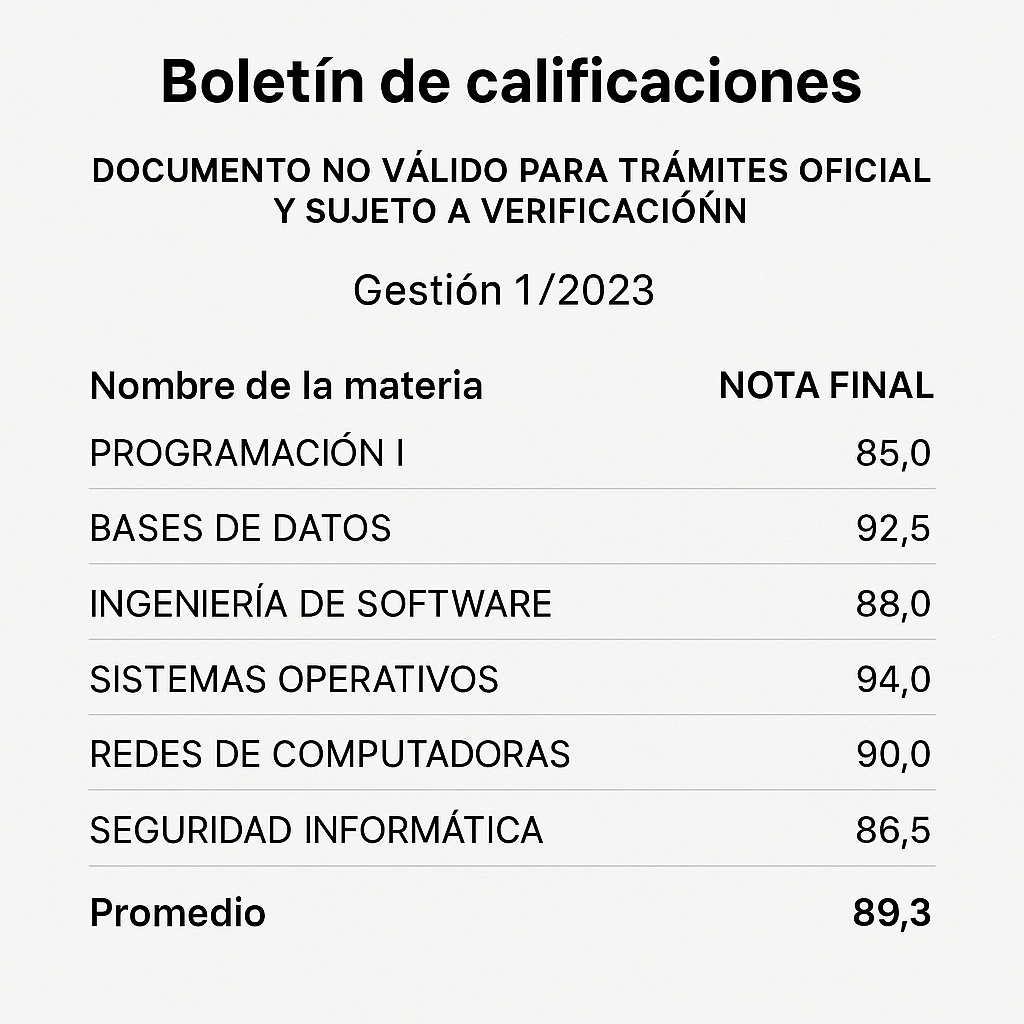 Boletín de calificaciones
DOCUMENTO NO VÁLIDO PARA TRÁMITES OFICIAL
Y SUJETO A VERIFICACIÓŃN
Gestión 1/2023
Nombre de la materia NOTA FINAL
PROGRAMACIÓN I 85,0
BASES DE DATOS 92,5
INGENIERÍA DE SOFTWARE 88,0
SISTEMAS OPERATIVOS 94,0
REDES DE COMPUTADORAS 90,0
SEGURIDAD INFORMÁTICA 86,5
Promedio 89,3